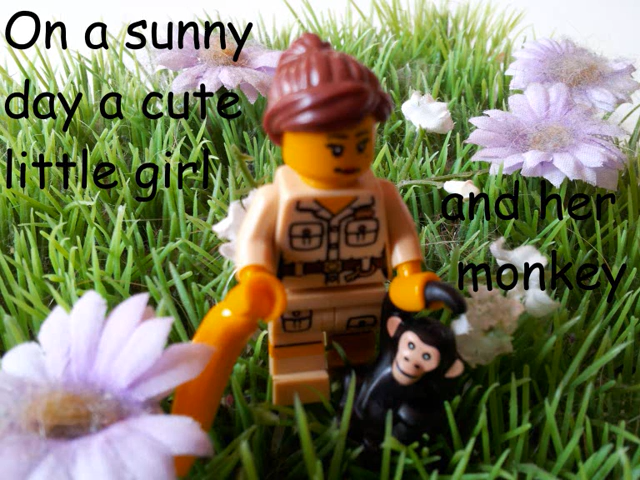 On a sunny
day a cute
little girl
and her
monkey